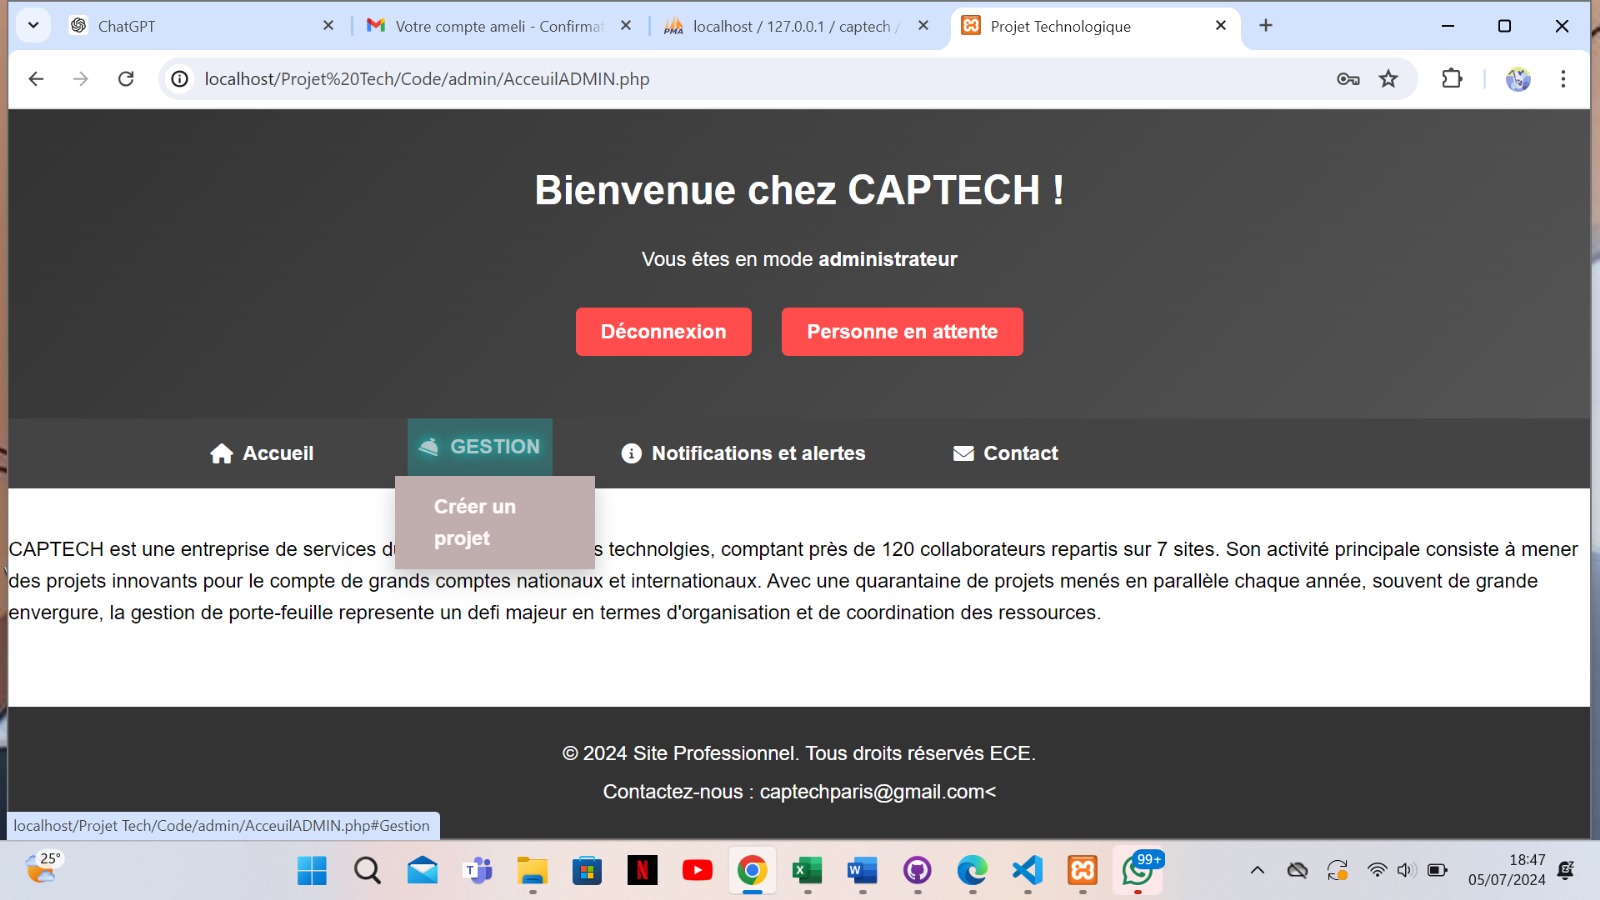 ChatGPT
Votre compte ameli - Confirmat
PMA
localhost / 127.0.0.1 / captech /
Projet Technologique
localhost/Projet%20Tech/Code/admin/AcceuilADMIN.php
Bienvenue chez CAPTECH !
Vous êtes en mode administrateur
Déconnexion
Personne en attente
Accueil
GESTION
Notifications et alertes
Contact
Créer un
projet
CAPTECH est une entreprise de services d s technolgies, comptant près de 120 collaborateurs repartis sur 7 sites. Son activité principale consiste à mener
des projets innovants pour le compte de grands comptes nationaux et internationaux. Avec une quarantaine de projets menés en parallèle chaque année, souvent de grande
envergure, la gestion de porte-feuille represente un defi majeur en termes d'organisation et de coordination des ressources.
© 2024 Site Professionnel. Tous droits réservés ECE.
Contactez-nous : captechparis@gmail.com<
localhost/Projet Tech/Code/admin/AcceuilADMIN.php#Gestion
25°
99+
18:47
05/07/2024